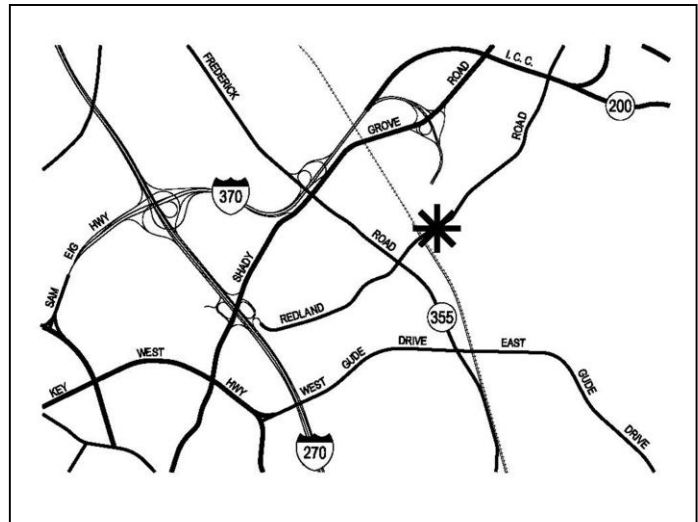 FREDERICK
ROAD
I. C. C.
200
GROVE
ROAD
370
HWY
EIG
SAM
ROAD
SHADY
REDLAND
355
WEST
KEY
HWY
WEST
GUDE
DRIVE
EAST
GUDE
DRIVE
270